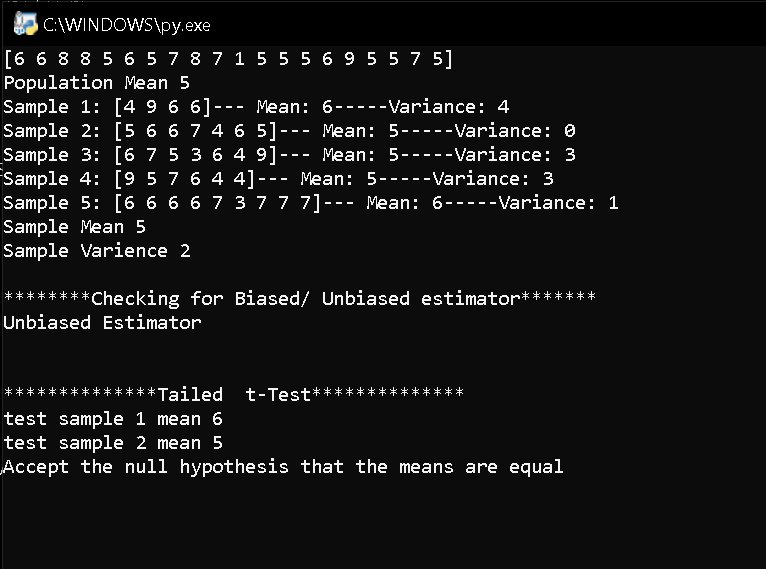 C:\WINDOWS\py.exe
[6 6 8 8 5 6 5 7 8 7 1 5 5 5 6 9 5 5 7 5]
Population Mean 5
Sample 1: [4 9 6 6]--- Mean: 6-----Variance: 4
Sample 2: [5 6 6 7 4 6 5]--- Mean: 5-----Variance: 0
Sample 3: [6 7 5 3 6 4 9]--- Mean: 5-----Variance: 3
Sample 4: [9 5 7 6 4 4]--- Mean: 5-----Variance: 3
Sample 5: [6 6 6 6 7 3 7 7 7]--- Mean: 6-----Variance: 1
Sample Mean 5
Sample Varience 2
********Checking for Biased/ Unbiased estimator*******
Unbiased Estimator
**************Tailed  t-Test**************
test sample 1 mean 6
test sample 2 mean 5
Accept the null hypothesis that the means are equal